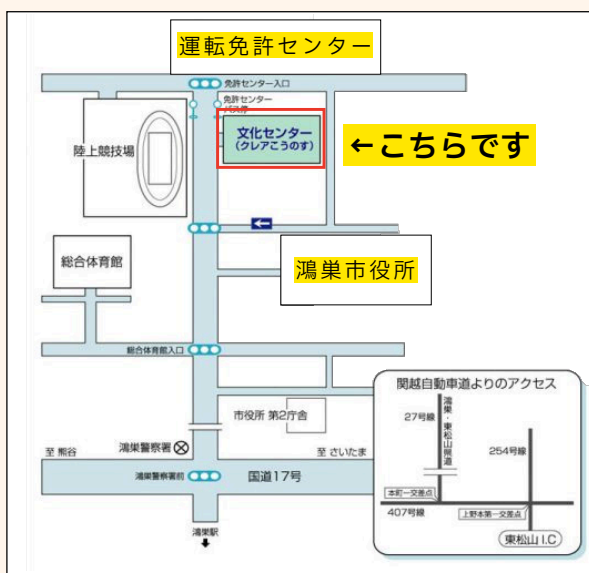 運転免許センター
免許センター入口
免許センター
バス停
文化センター
(クレアこうのす)
←こちらです
陸上競技場
総合体育館
鴻巣市役所
総合体育館入口
市役所 第2庁舎
鴻巣警察署
至 熊谷
至 さいたま
鴻巣警察署前
国道17号
鴻巣駅
関越自動車道よりのアクセス
27号線
鴻巣・東松山県道
254号線
本町一交差点
407号線
上野本第一交差点
東松山 I.C